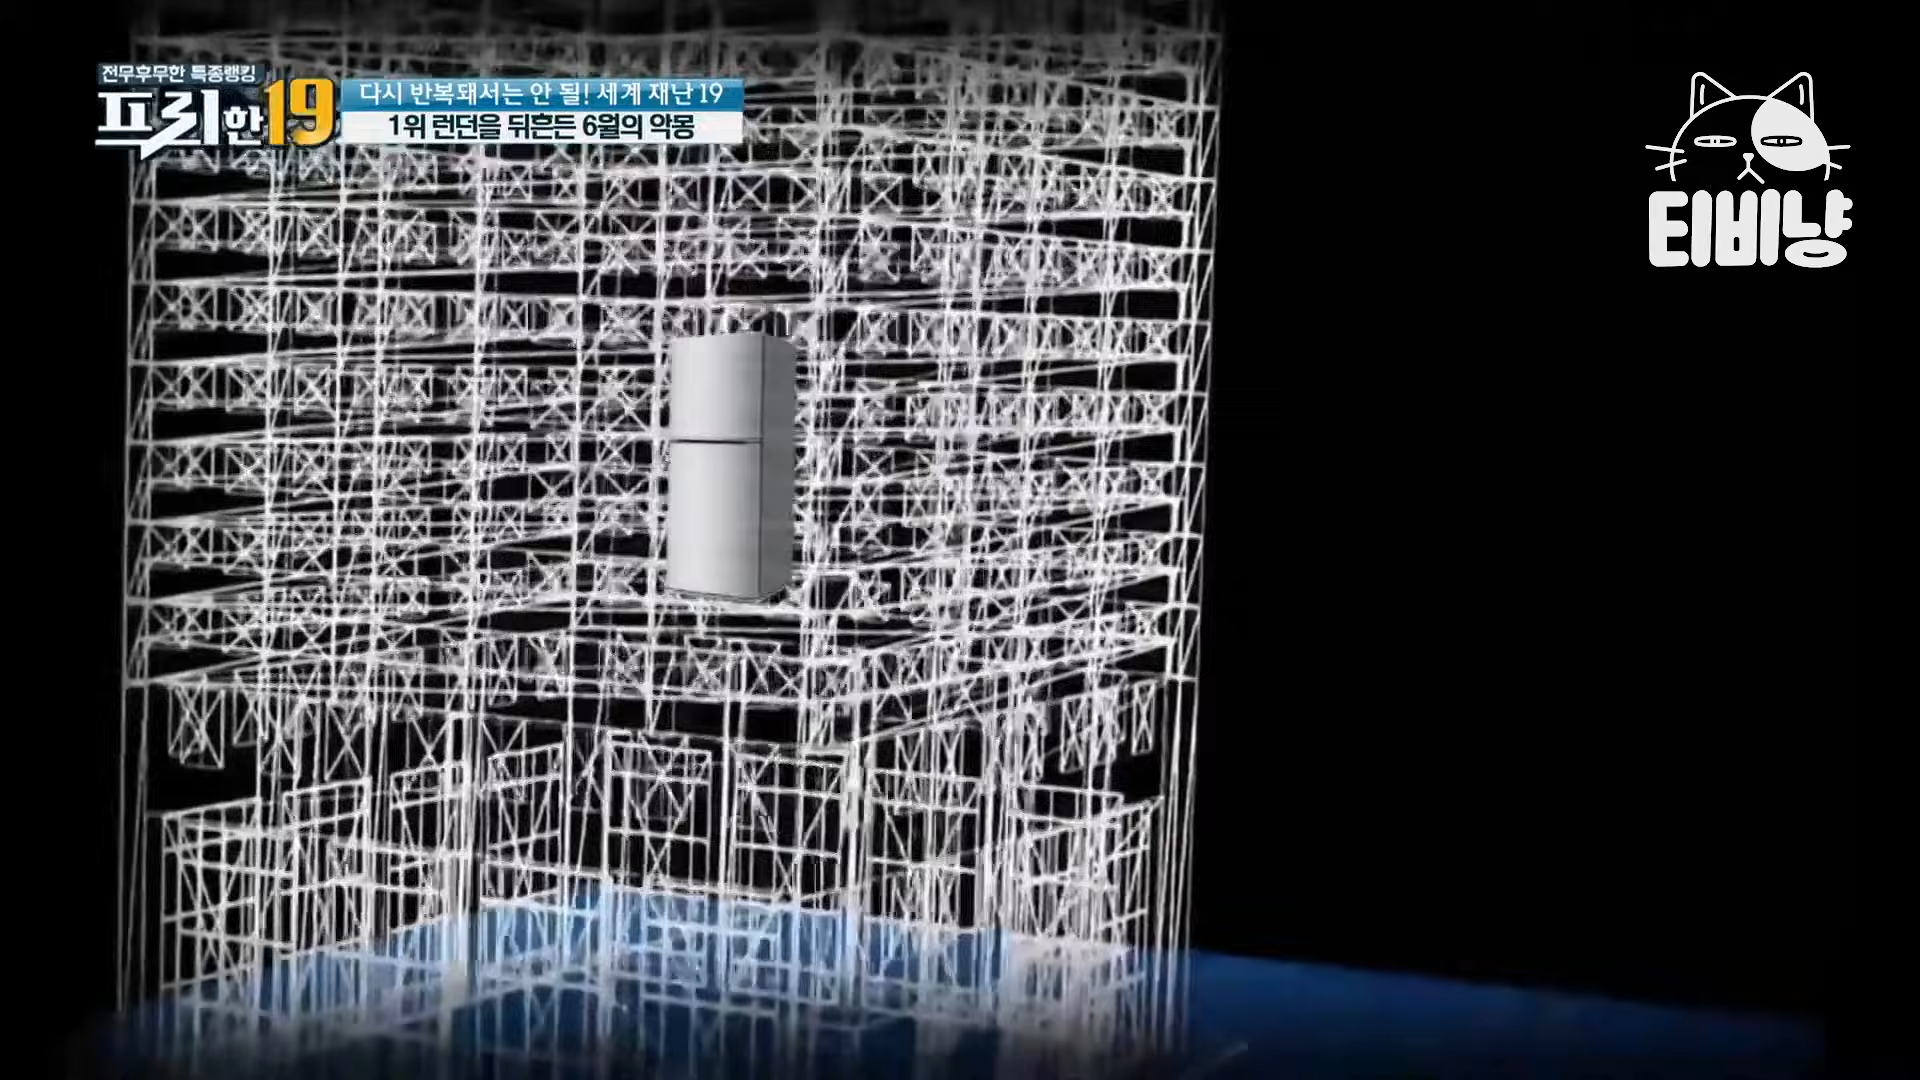 전무후무한 특종랭킹
프리한19
다시 반복돼서는 안 될! 세계 재난 19
1위 런던을 뒤흔든 6월의 악몽
티비냥